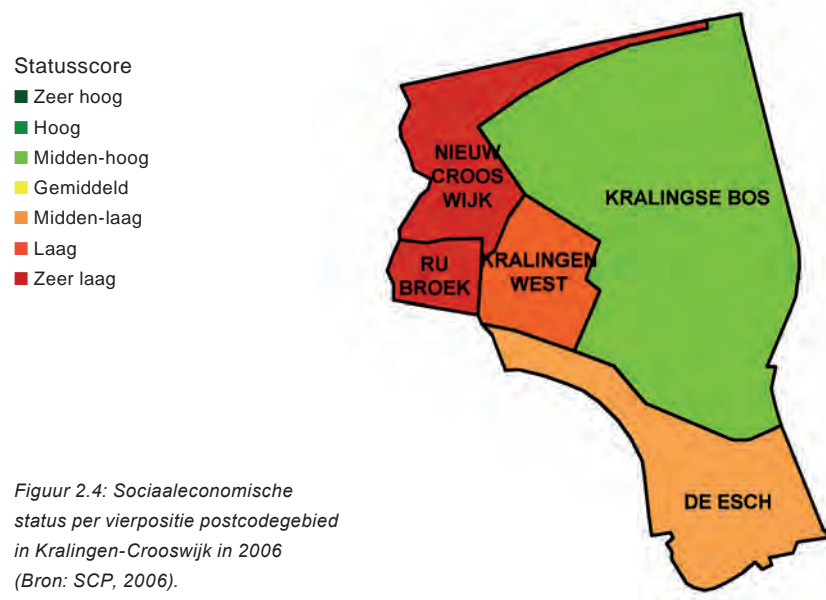 Statusscore
Zeer hoog
Hoog
Midden-hoog
Gemiddeld
Midden-laag
Laag
Zeer laag
NIEUW
CROOS
WIJK
KRALINGSE BOS
RU
BROEK
KRALINGEN
WEST
DE ESCH
Figuur 2.4: Sociaaleconomische
status per vierpositie postcodegebied
in Kralingen-Crooswijk in 2006
(Bron: SCP, 2006).